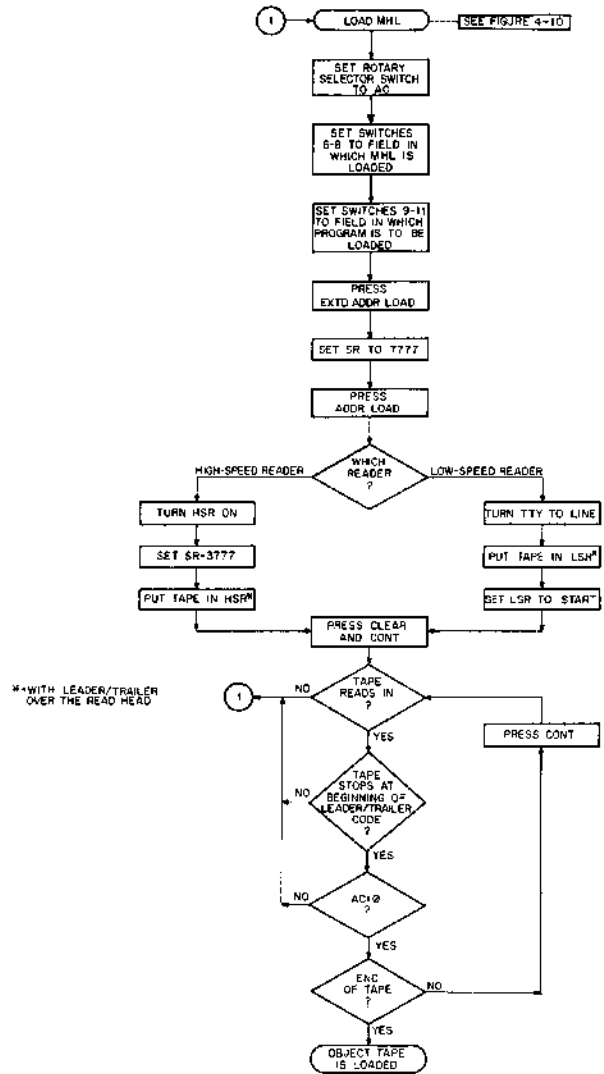 1
LOAD MHL
SEE FIGURE 4-10
SET ROTARY
SELECTOR SWITCH
TO AC
SET SWITCHES
6-8 TO FIELD IN
WHICH MHL IS
LOADED
SET SWITCHES 9-11
TO FIELD IN WHICH
PROGRAM IS TO BE
LOADED
PRESS
EXTD ADDR LOAD
SET SR TO 7777
PRESS
ADDR LOAD
WHICH
READER
?
HIGH-SPEED READER
LOW-SPEED READER
TURN HSR ON
SET SR=3777
PUT TAPE IN HSR*
TURN TTY TO LINE
PUT TAPE IN LSR*
SET LSR TO START
PRESS CLEAR
AND CONT
*=WITH LEADER/TRAILER
OVER THE READ HEAD
1
NO
TAPE
READS IN
?
YES
PRESS CONT
NO
TAPE
STOPS AT
BEGINNING OF
LEADER/TRAILER
CODE
?
YES
NO
AC=0
?
YES
END
OF TAPE
?
NO
YES
OBJECT TAPE
IS LOADED